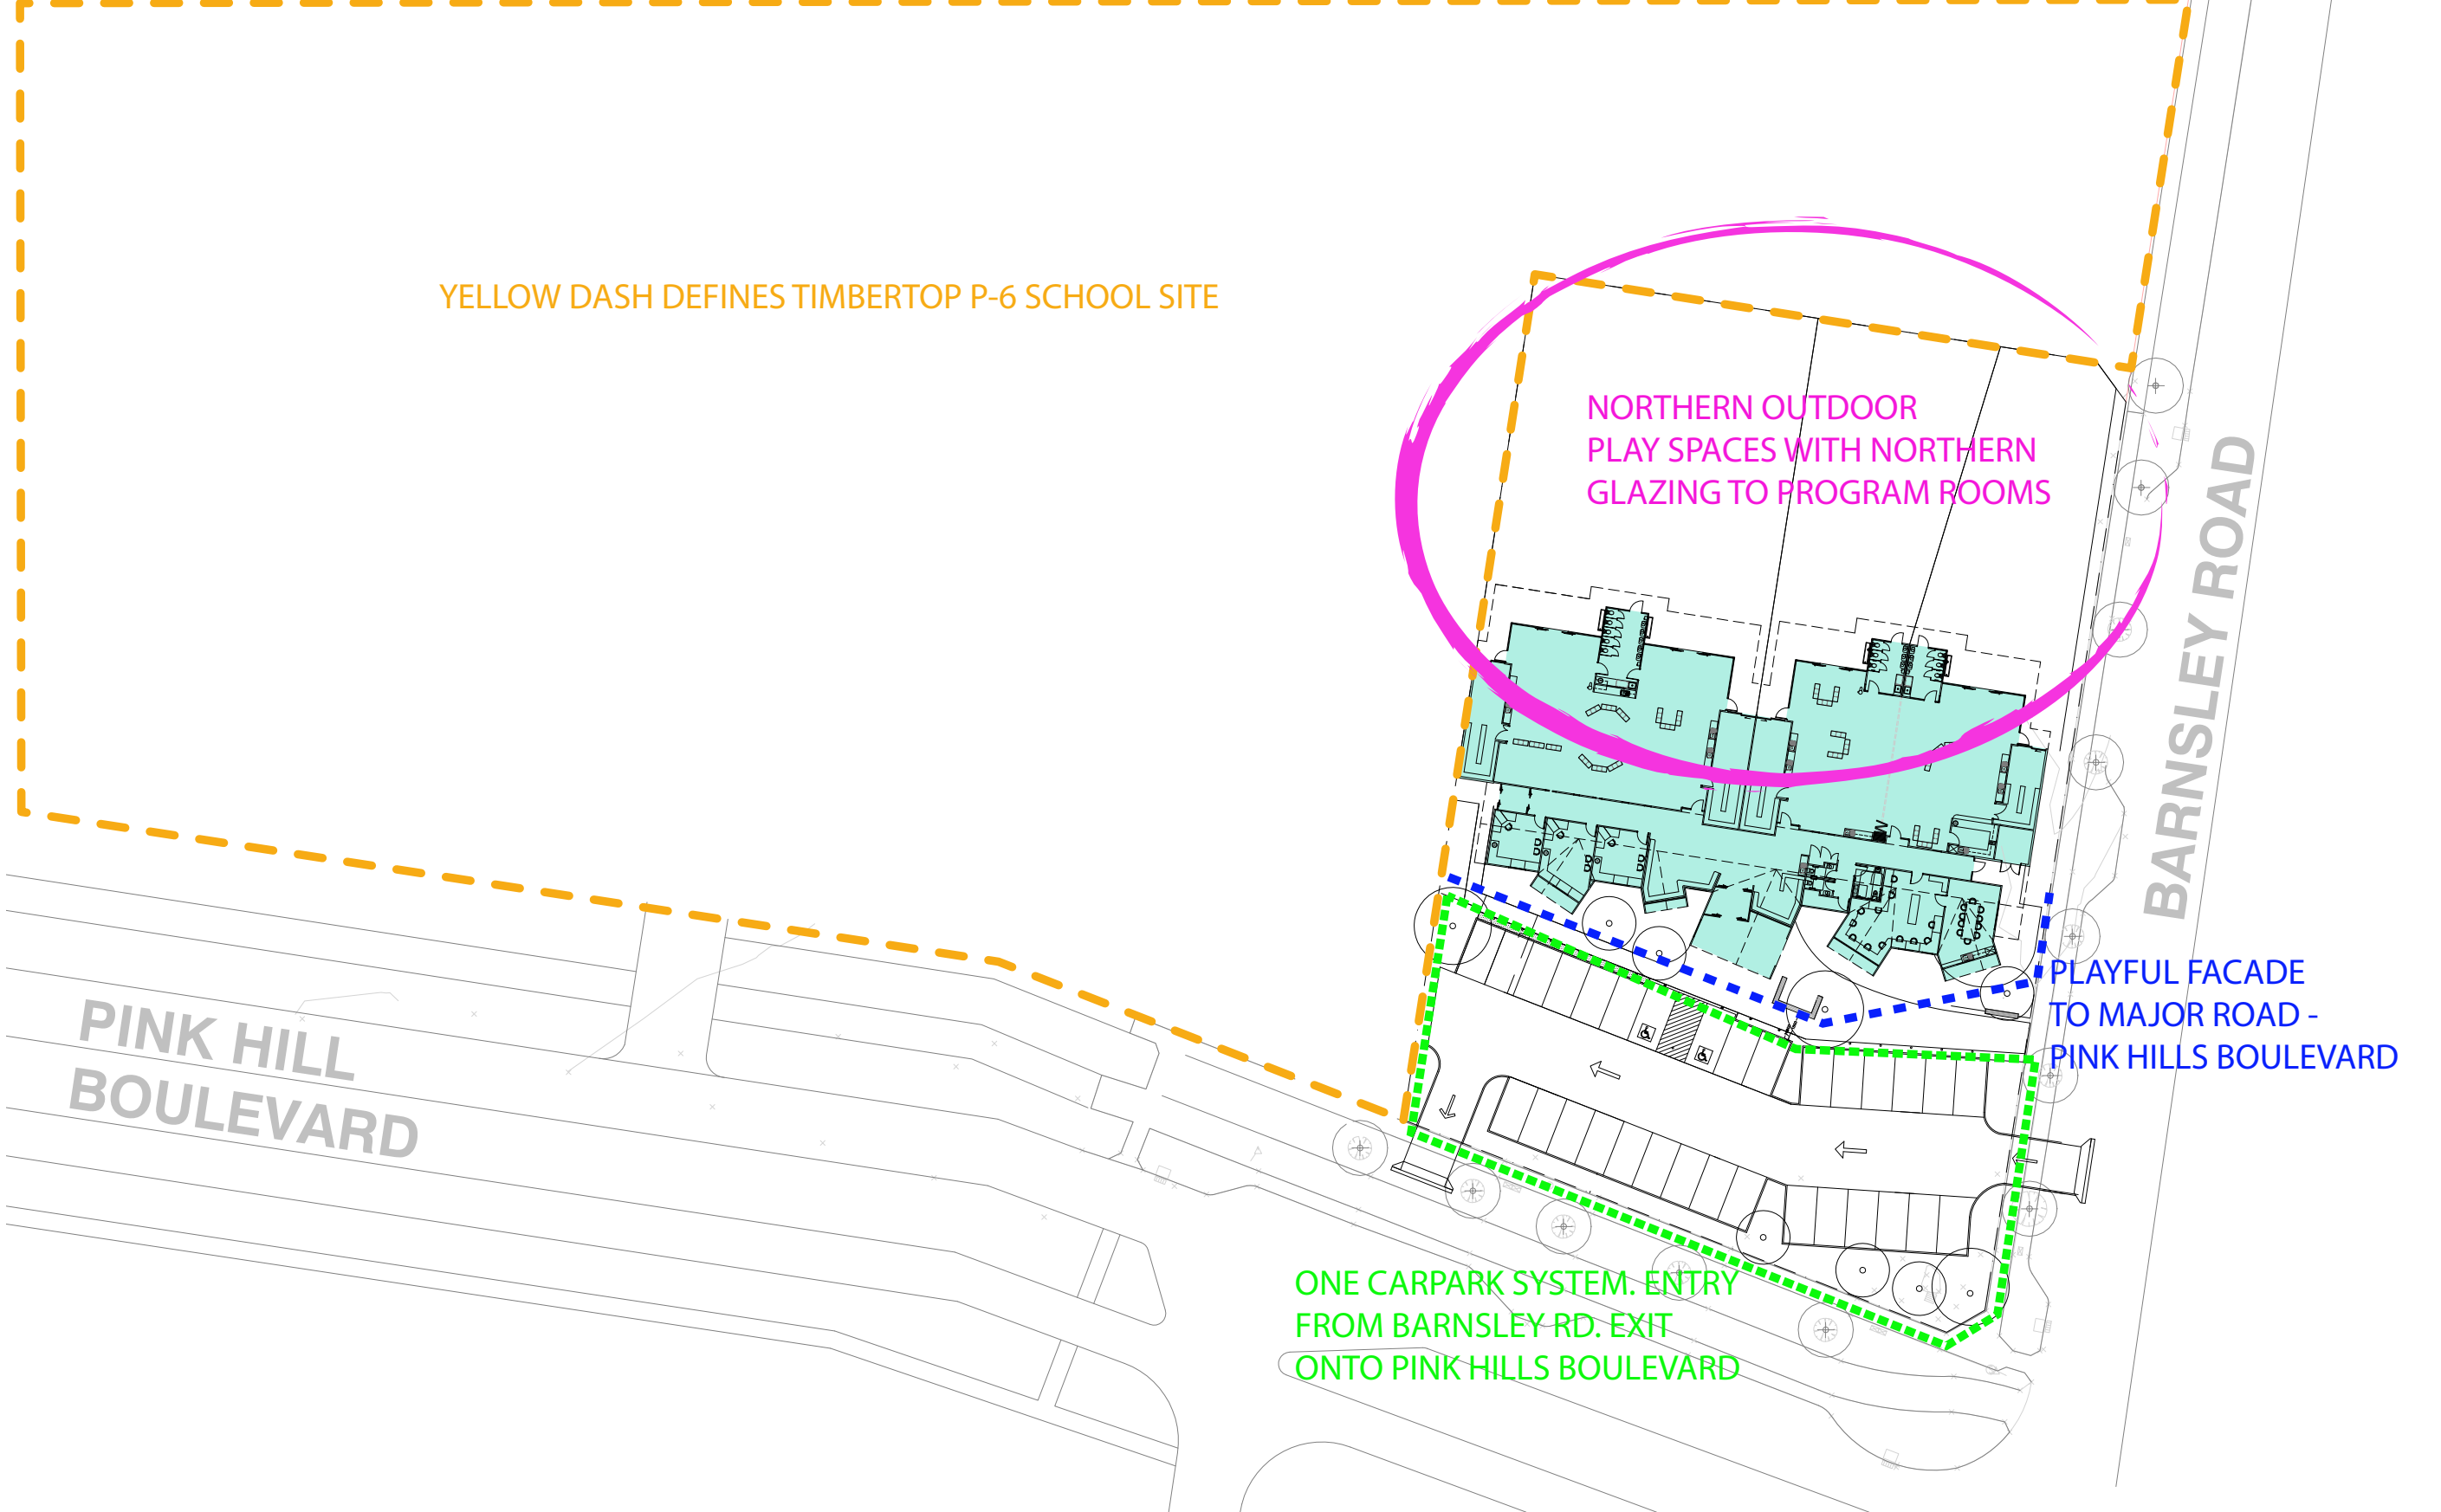 YELLOW DASH DEFINES TIMBERTOP P-6 SCHOOL SITE
NORTHERN OUTDOOR
PLAY SPACES WITH NORTHERN
GLAZING TO PROGRAM ROOMS
BARNSLEY ROAD
PLAYFUL FACADE
TO MAJOR ROAD -
PINK HILLS BOULEVARD
PINK HILL
BOULEVARD
ONE CARPARK SYSTEM. ENTRY
FROM BARNSLEY RD. EXIT
ONTO PINK HILLS BOULEVARD